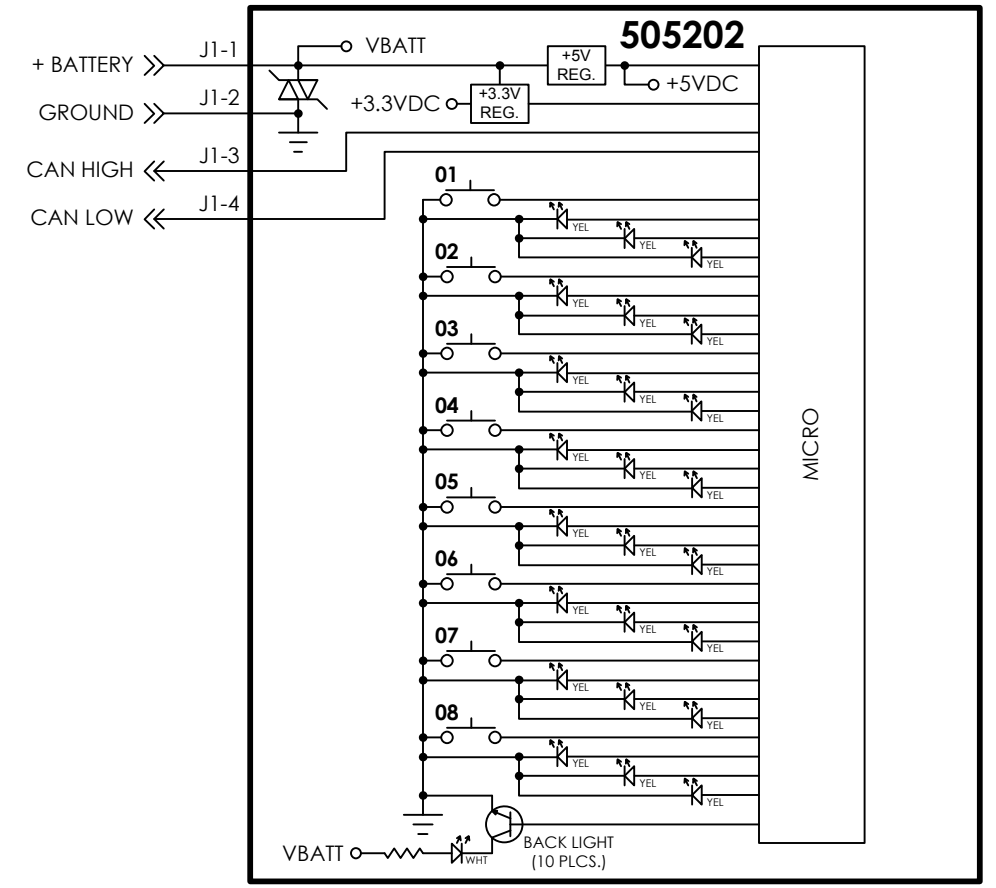 505202
J1-1
VBATT
+ BATTERY
+5V
REG.
+5VDC
J1-2
+3.3VDC
+3.3V
REG.
GROUND
J1-3
CAN HIGH
J1-4
CAN LOW
01
YEL
YEL
YEL
02
YEL
YEL
YEL
03
YEL
YEL
YEL
04
YEL
YEL
YEL
05
YEL
YEL
YEL
06
YEL
YEL
YEL
07
YEL
YEL
YEL
08
YEL
YEL
YEL
MICRO
VBATT
WHT
BACK LIGHT
(10 PLCS.)